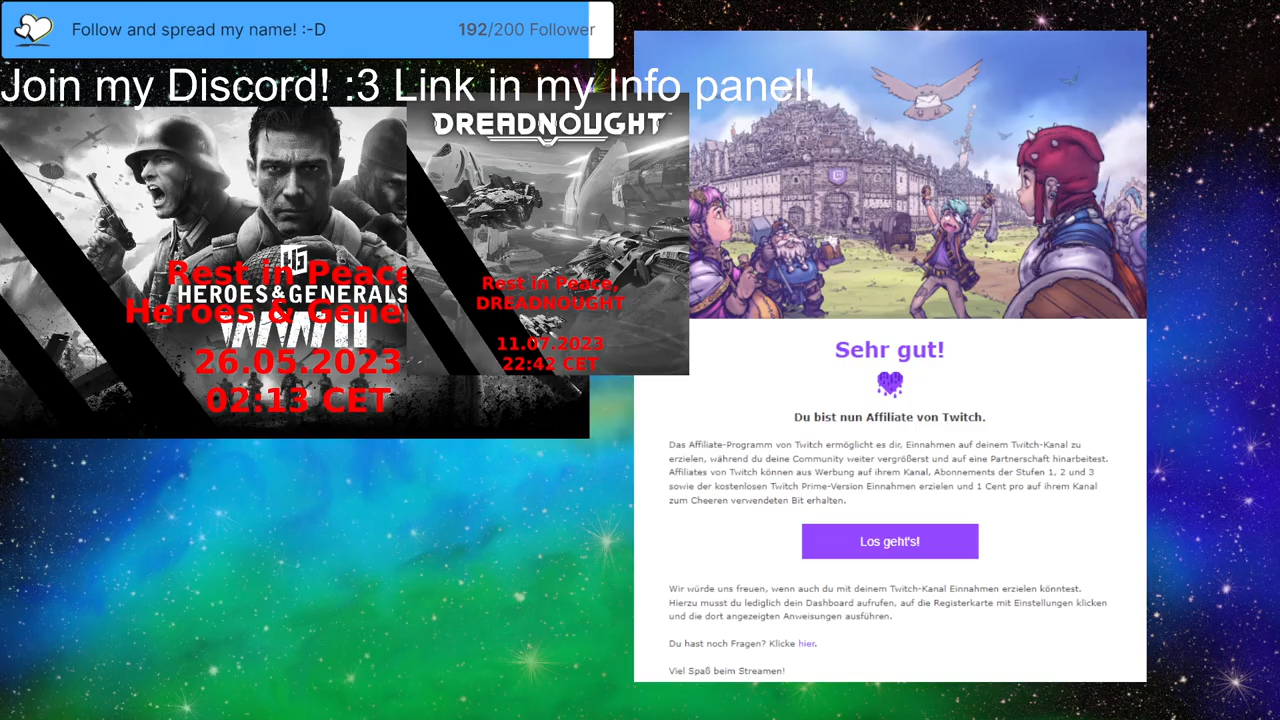 Follow and spread my name! :-D
192/200 Follower
Join my Discord! :3 Link in my Info panel!
DREADNOUGHT
Rest in Peace,
DREADNOUGHT
11.07.2023
22:42 CET
Rest in Peace
HEROES & GENERALS
Heroes & Gene
WWII
26.05.2023
02:13 CET
Sehr gut!
Du bist nun Affiliate von Twitch.
Das Affiliate-Programm von Twitch ermöglicht es dir, Einnahmen auf deinem Twitch-Kanal zu
erzielen, während du deine Community weiter vergrößerst und auf eine Partnerschaft hinarbeitest.
Affiliates von Twitch können aus Werbung auf ihrem Kanal, Abonnements der Stufen 1, 2 und 3
sowie der kostenlosen Twitch Prime-Version Einnahmen erzielen und 1 Cent pro auf ihrem Kanal
zum Cheeren verwendeten Bit erhalten.
Los geht's!
Wir würde uns freuen, wenn auch du mit deinem Twitch-Kanal Einnahmen erzielen könntest.
Hierzu musst du lediglich dein Dashboard aufrufen, auf die Registerkarte mit Einstellungen klicken
und die dort angezeigten Anweisungen ausführen.
Du hast noch Fragen? Klicke hier.
Viel Spaß beim Streamen!